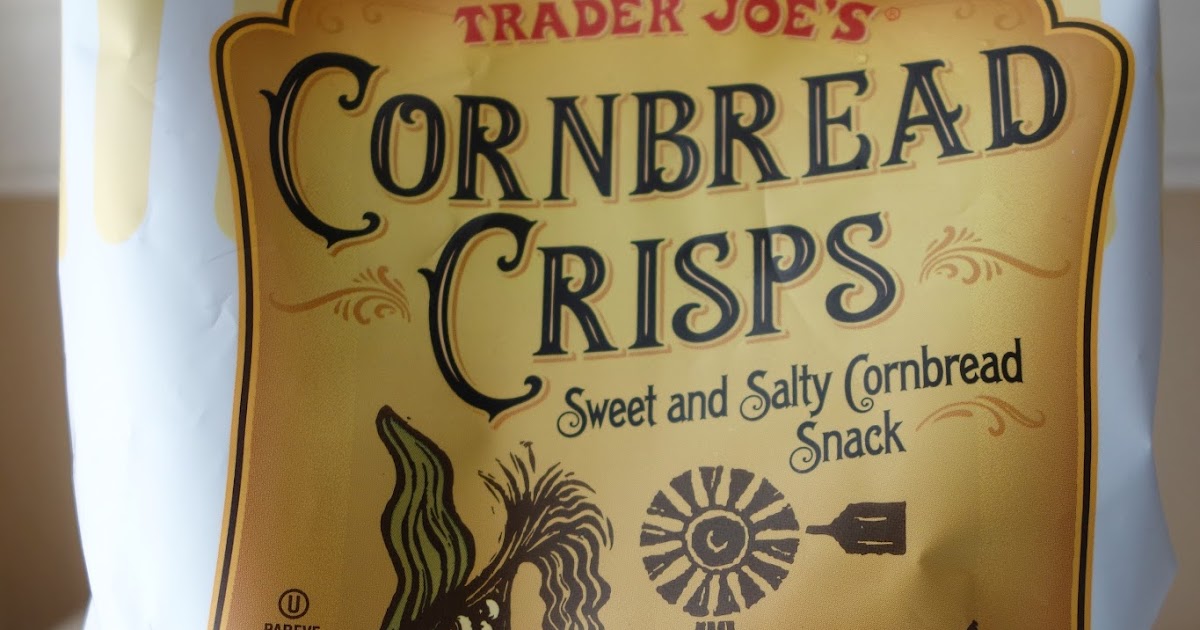 TRADER JOE'S®
CORNBREAD
CRISPS
Sweet and Salty Cornbread
Snack
U
PAREVE